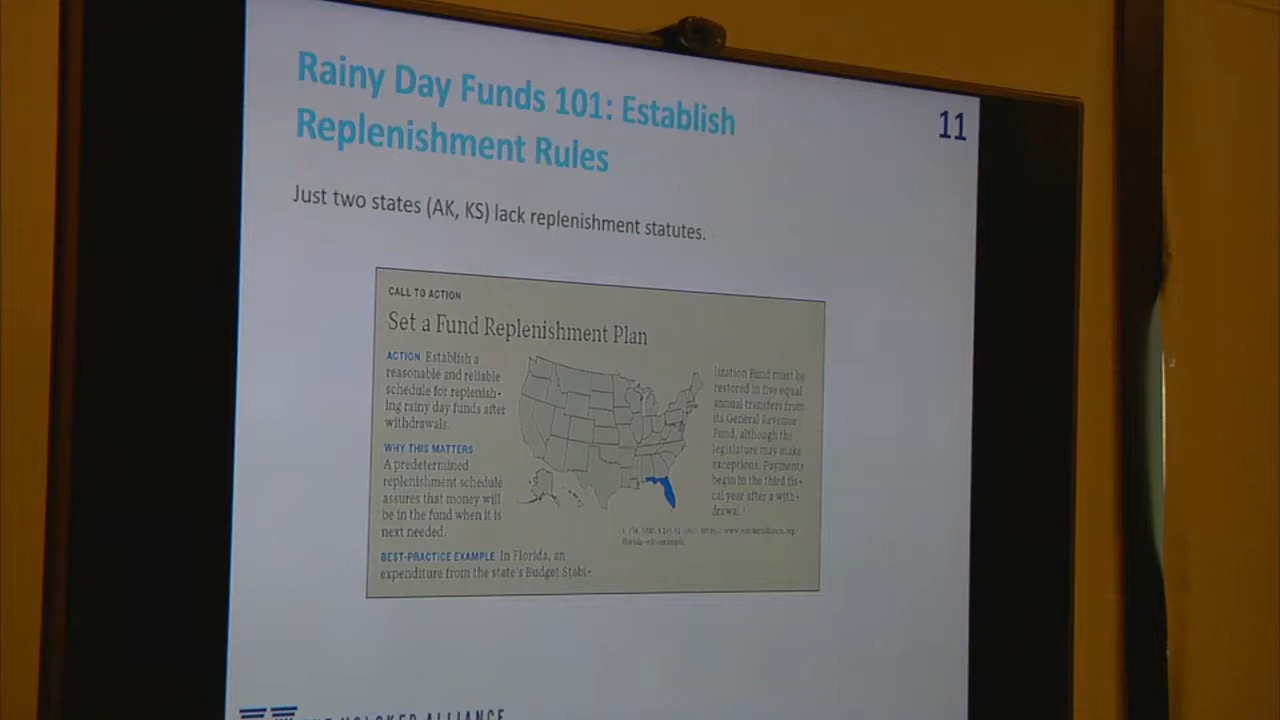 Rainy Day Funds 101: Establish
Replenishment Rules
11
Just two states (AK, KS) lack replenishment statutes.
CALL TO ACTION
Set a Fund Replenishment Plan
ACTION Establish a
reasonable and reliable
schedule for replenish-
ing rainy day funds after
withdrawals.
WHY THIS MATTERS
A predetermined
replenishment schedule
assures that money will
be in the fund when it is
next needed.
BEST-PRACTICE EXAMPLE In Florida, an
expenditure from the state's Budget Stabi-
lization Fund must be
restored in five equal
annual transfers from
its General Revenue
Fund, although the
legislature may make
exceptions. Payments
begin in the third fis-
cal year after a with-
drawal.
VOLCKER ALLIANCE